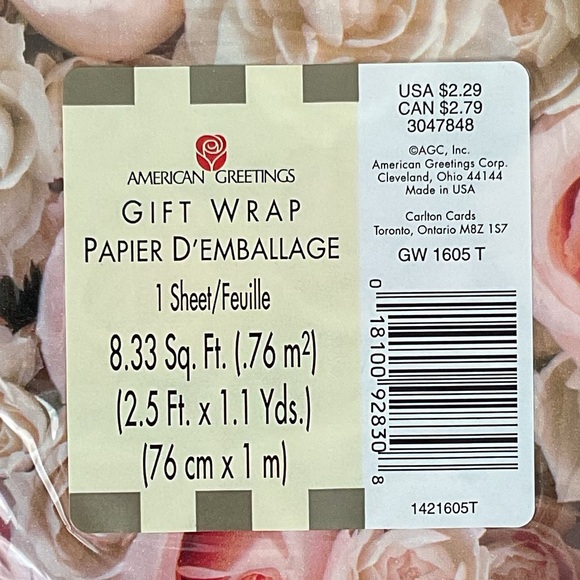 AMERICAN GREETINGS
GIFT WRAP
PAPIER D'EMBALLAGE
1 Sheet/Feuille
8.33 Sq. Ft. (.76 m²)
(2.5 Ft. x 1.1 Yds.)
(76 cm x 1 m)
USA $2.29
CAN $2.79
3047848
©AGC, Inc.
American Greetings Corp.
Cleveland, Ohio 44144
Made in USA
Carlton Cards
Toronto, Ontario M8Z 1S7
GW 1605 T
0 18100 92830 8
1421605T